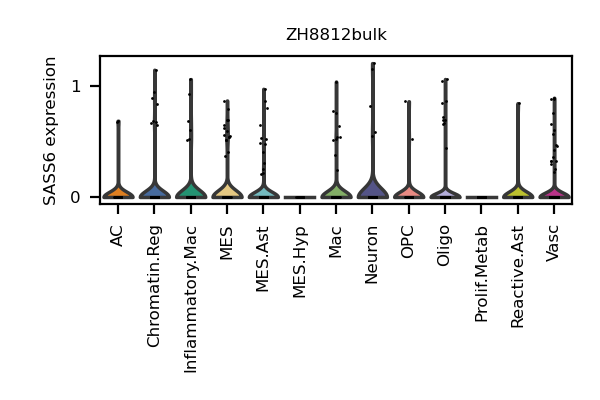 ZH8812bulk
SASS6 expression
1
0
AC
Chromatin.Reg
Inflammatory.Mac
MES
MES.Ast
MES.Hyp
Mac
Neuron
OPC
Oligo
Prolif.Metab
Reactive.Ast
Vasc